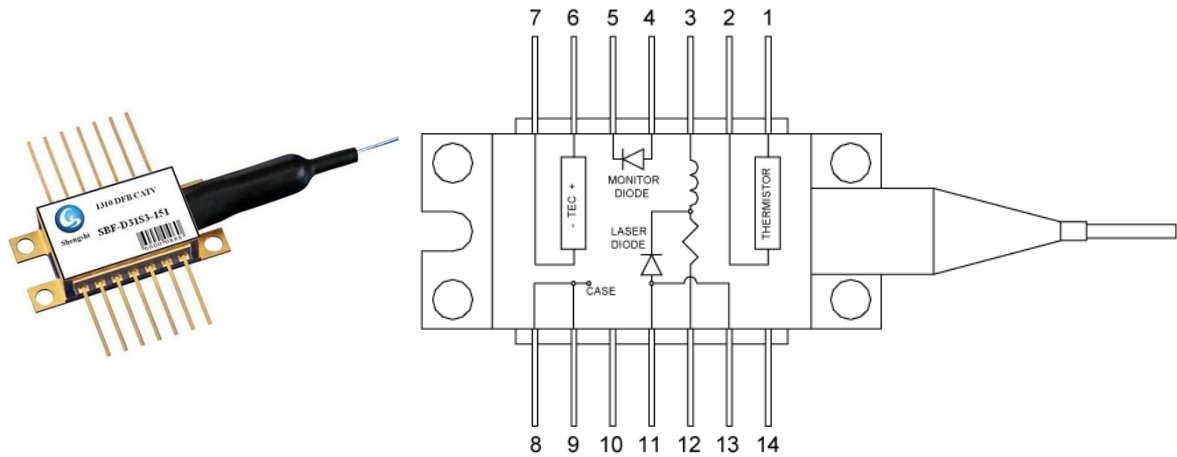 1310 DFB CATV
Shengshi
SBF-D31S3-151
7 6 5 4 3 2 1
MONITOR
DIODE
- TEC +
LASER
DIODE
THERMISTOR
CASE
8 9 10 11 12 13 14